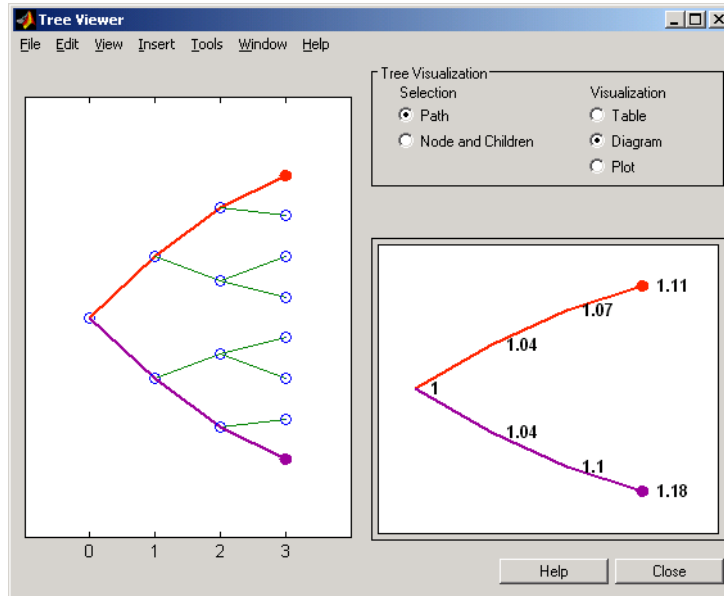 Tree Viewer
File Edit View Insert Tools Window Help
Tree Visualization
Selection Visualization
Path Table
Node and Children Diagram
Plot
1.11
1.07
1.04
1
1.04
1.1
1.18
0 1 2 3
Help Close